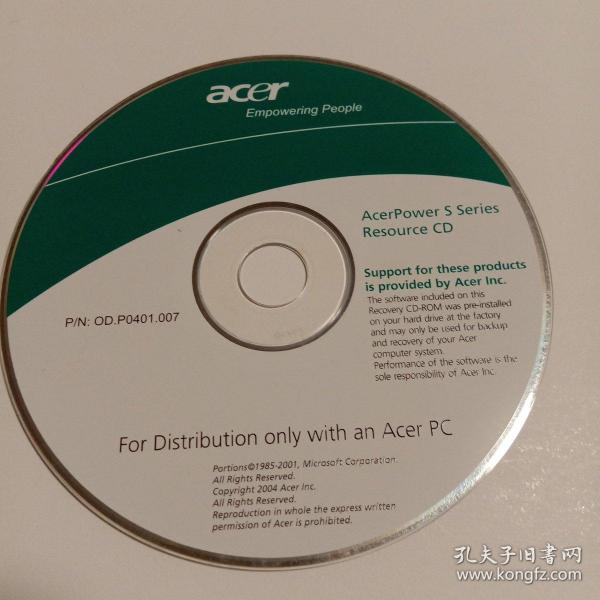 acer
Empowering People
AcerPower S Series
Resource CD
Support for these products
is provided by Acer Inc.
The software included on this
Recovery CD-ROM was pre-installed
on your hard drive at the factory
and may only be used for backup
and recovery of your Acer
computer system.
Performance of the software is the
sole responsibility of Acer Inc.
P/N: OD.P0401.007
For Distribution only with an Acer PC
Portions©1985-2001, Microsoft Corporation.
All Rights Reserved.
Copyright 2004 Acer Inc.
All Rights Reserved.
Reproduction in whole the express written
permission of Acer is prohibited.
孔夫子旧书网
www.kongfz.com